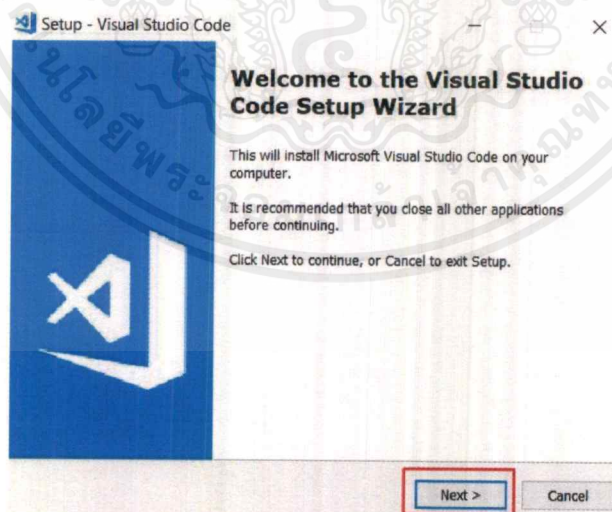 Setup - Visual Studio Code
Welcome to the Visual Studio
Code Setup Wizard
This will install Microsoft Visual Studio Code on your
computer.
It is recommended that you close all other applications
before continuing.
Click Next to continue, or Cancel to exit Setup.
Next >
Cancel